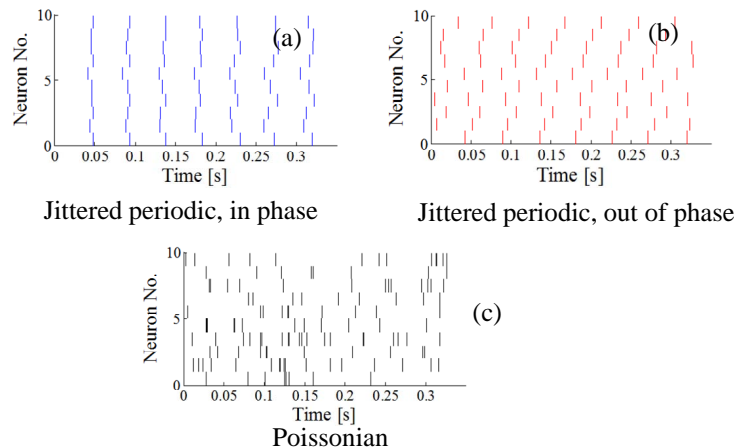 (a)
10
5
0
Neuron No.
0 0.05 0.1 0.15 0.2 0.25 0.3
Time [s]
Jittered periodic, in phase
(b)
10
5
0
Neuron No.
0 0.05 0.1 0.15 0.2 0.25 0.3
Time [s]
Jittered periodic, out of phase
(c)
10
5
0
Neuron No.
0 0.05 0.1 0.15 0.2 0.25 0.3
Time [s]
Poissonian